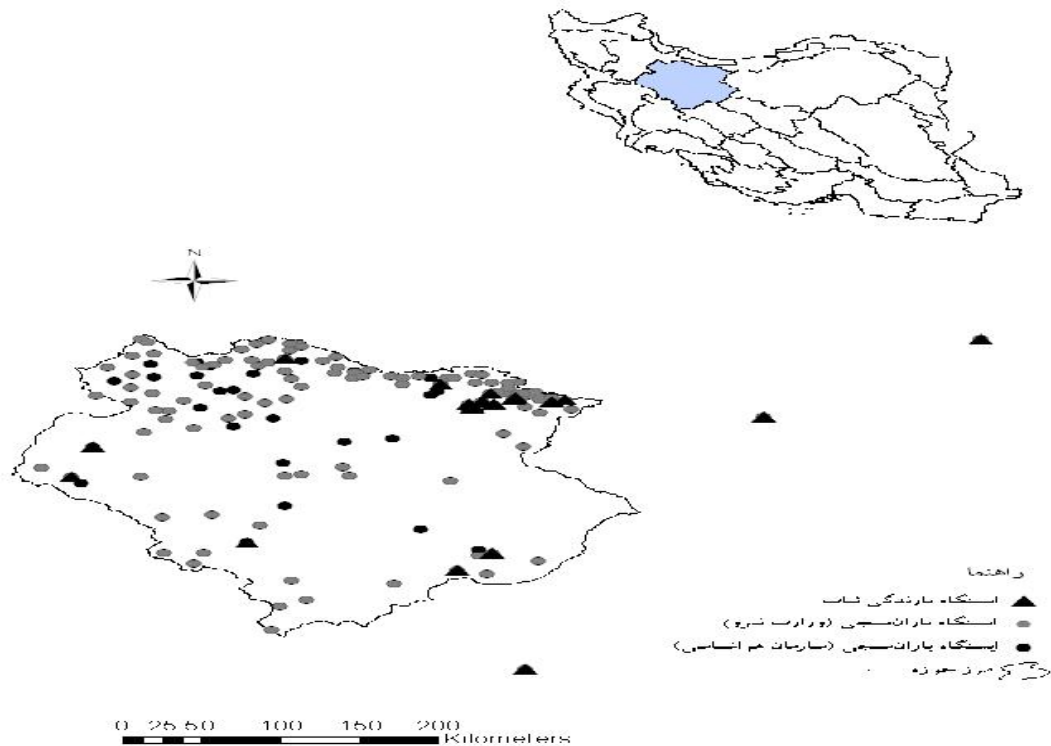 N
راهنما
ایستگاه بارندگی ثبات
ایستگاه باران‌سنجی (وزارت نیرو)
ایستگاه باران‌سنجی (سازمان هواشناسی)
مرز حوزه
0 25 50 100 150 200
Kilometers